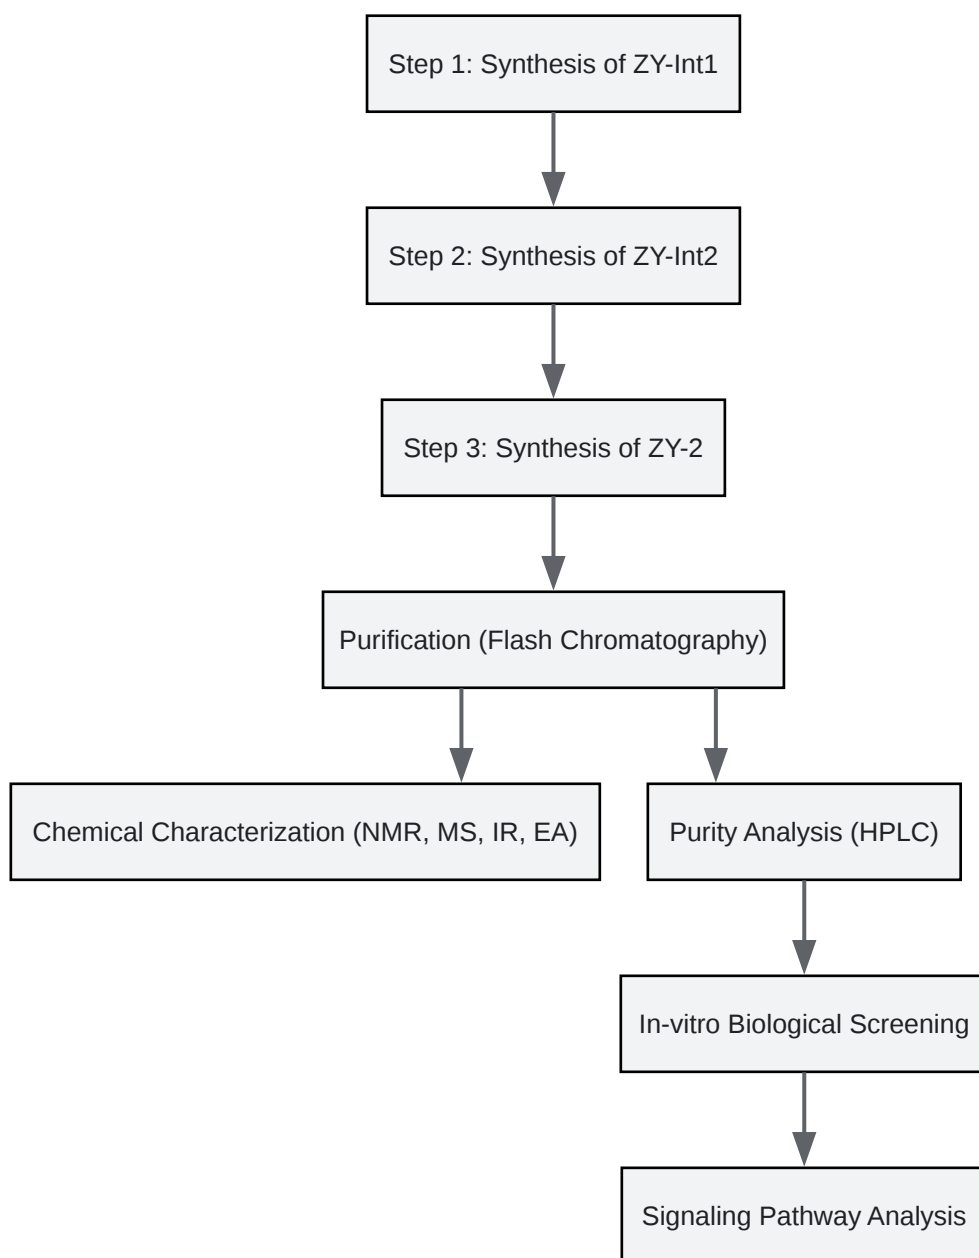 Step 1: Synthesis of ZY-Int1
Step 2: Synthesis of ZY-Int2
Step 3: Synthesis of ZY-2
Purification (Flash Chromatography)
Chemical Characterization (NMR, MS, IR, EA)
Purity Analysis (HPLC)
In-vitro Biological Screening
Signaling Pathway Analysis